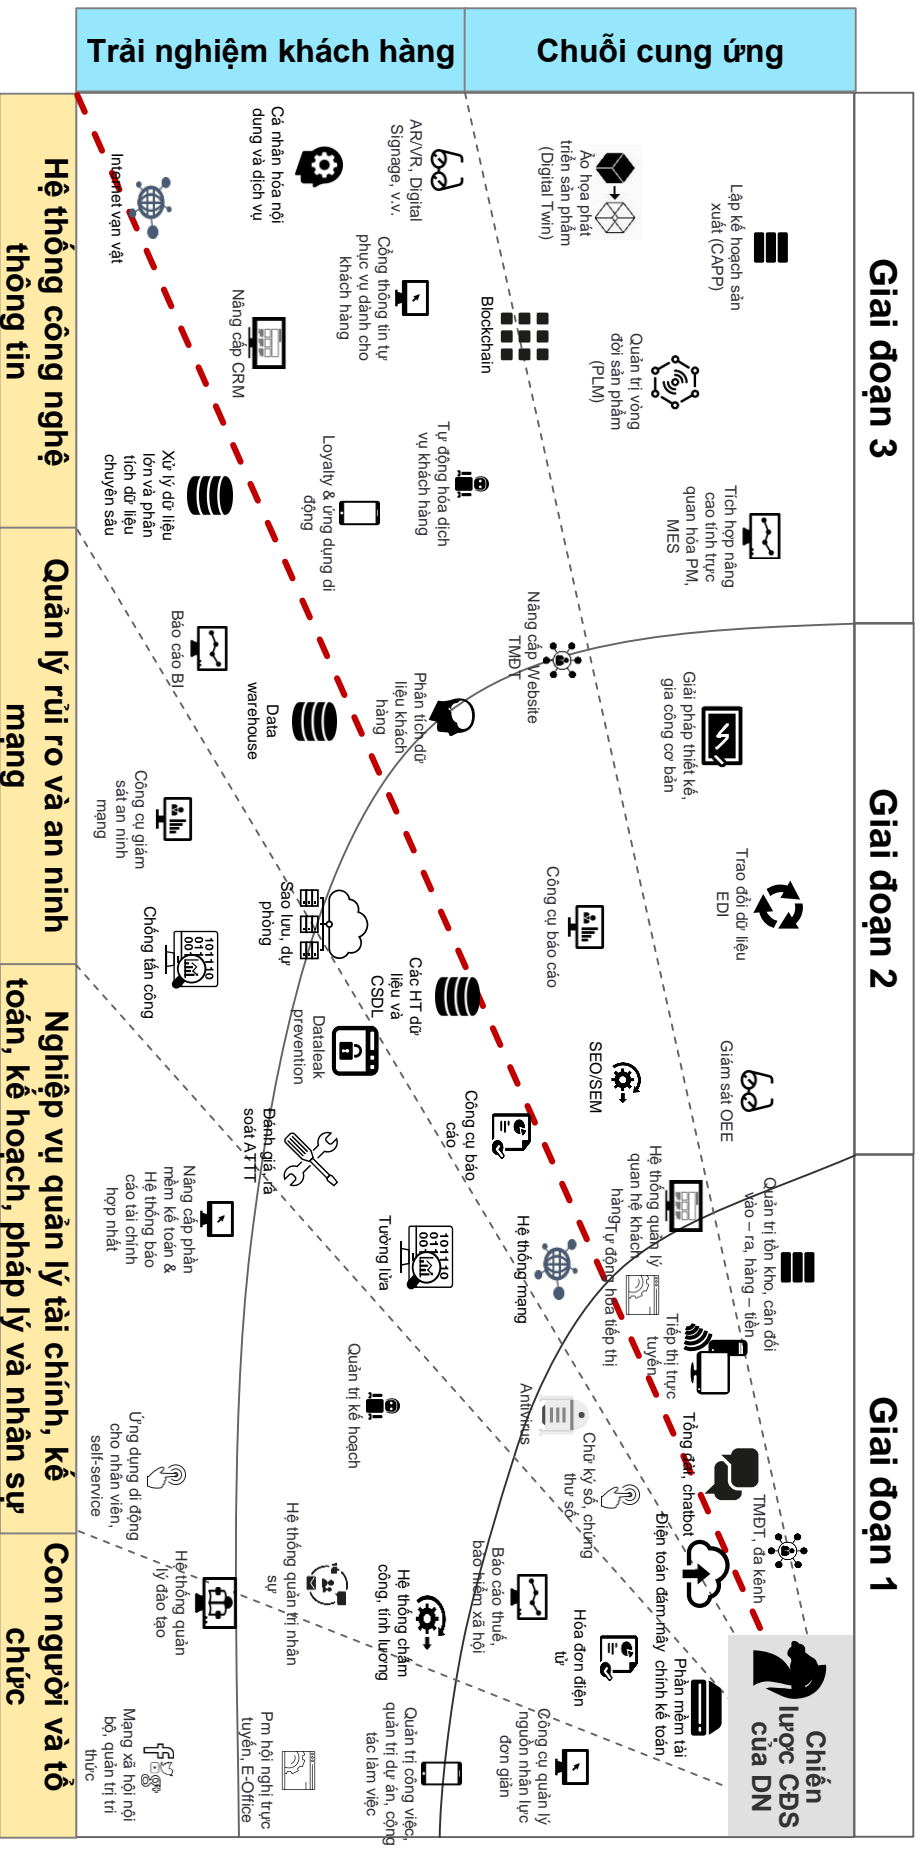 Giai đoạn 3
Giai đoạn 2
Giai đoạn 1
Chuỗi cung ứng
Trải nghiệm khách hàng
Hệ thống công nghệ
thông tin
Quản lý rủi ro và an ninh
mạng
Nghiệp vụ quản lý tài chính, kế
toán, kế hoạch, pháp lý và nhân sự
Con người và tổ
chức
Chiến
lược CĐS
của DN
Lập kế hoạch sản
xuất (CAPP)
Ảo họa phát
triển sản phẩm
(Digital Twin)
Quản trị vòng
đời sản phẩm
(PLM)
Tích hợp nâng
cao tính trực
quan hóa PM,
MES
Giải pháp thiết kế,
gia công cơ bản
Trao đổi dữ liệu
EDI
Giám sát OEE
Quản trị tồn kho, cân đối
vào – ra, hàng – tiền
AR/VR, Digital
Signage, v.v.
Cá nhân hóa nội
dung và dịch vụ
Cổng thông tin tự
phục vụ dành cho
khách hàng
Blockchain
Tự động hóa dịch
vụ khách hàng
Loyalty & ứng dụng di
động
Nâng cấp Website
TMĐT
Phân tích dữ
liệu khách
hàng
Công cụ báo cáo
SEO/SEM
Hệ thống quản lý
quan hệ khách
hàng
Tự động hóa tiếp thị
Tiếp thị trực
tuyến
Tổng đài, chatbot
TMĐT, đa kênh
Internet vạn vật
Nâng cấp CRM
Xử lý dữ liệu
lớn và phân
tích dữ liệu
chuyên sâu
Báo cáo BI
Data
warehouse
Các HT dữ
liệu và
CSDL
Công cụ báo
cáo
Hệ thống mạng
Điện toán đám mây
Công cụ giám
sát an ninh
mạng
Sao lưu, dự
phòng
Chống tấn công
Dataleak
prevention
Đánh giá, rà
soát ATTT
Tường lửa
Antivirus
Chữ ký số, chứng
thư số
Nâng cấp phần
mềm kế toán &
Hệ thống báo
cáo tài chính
hợp nhất
Quản trị kế hoạch
Ứng dụng di động
cho nhân viên,
self-service
Hệ thống quản trị nhân
sự
Hệ thống chấm
công, tính lương
Báo cáo thuế,
bảo hiểm xã hội
Hóa đơn điện
tử
Phần mềm tài
chính kế toán
Hệ thống quản
lý đào tạo
Mạng xã hội nội
bộ, quản trị tri
thức
Pm hội nghị trực
tuyến, E-Office
Quản trị công việc,
quản trị dự án, cộng
tác làm việc
Công cụ quản lý
nguồn nhân lực
đơn giản